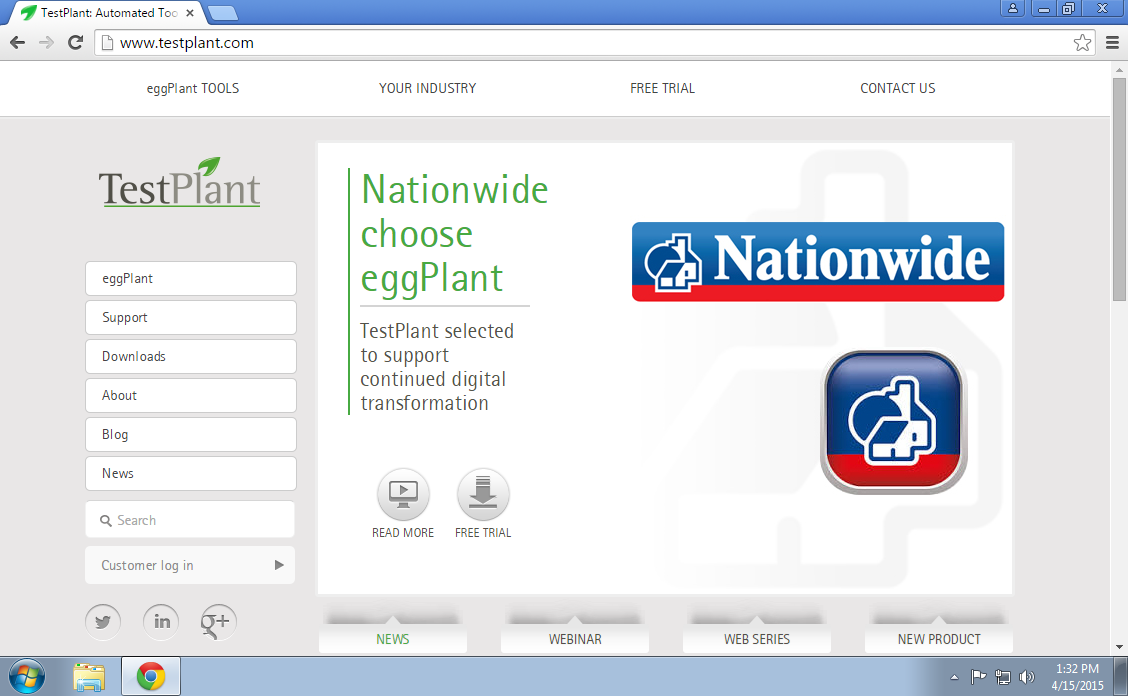 TestPlant: Automated Too
www.testplant.com
eggPlant TOOLS
YOUR INDUSTRY
FREE TRIAL
CONTACT US
TestPlant
eggPlant
Support
Downloads
About
Blog
News
Search
Customer log in
in
g+
Nationwide
choose
eggPlant
TestPlant selected
to support
continued digital
transformation
READ MORE
FREE TRIAL
Nationwide
NEWS
WEBINAR
WEB SERIES
NEW PRODUCT
1:32 PM
4/15/2015